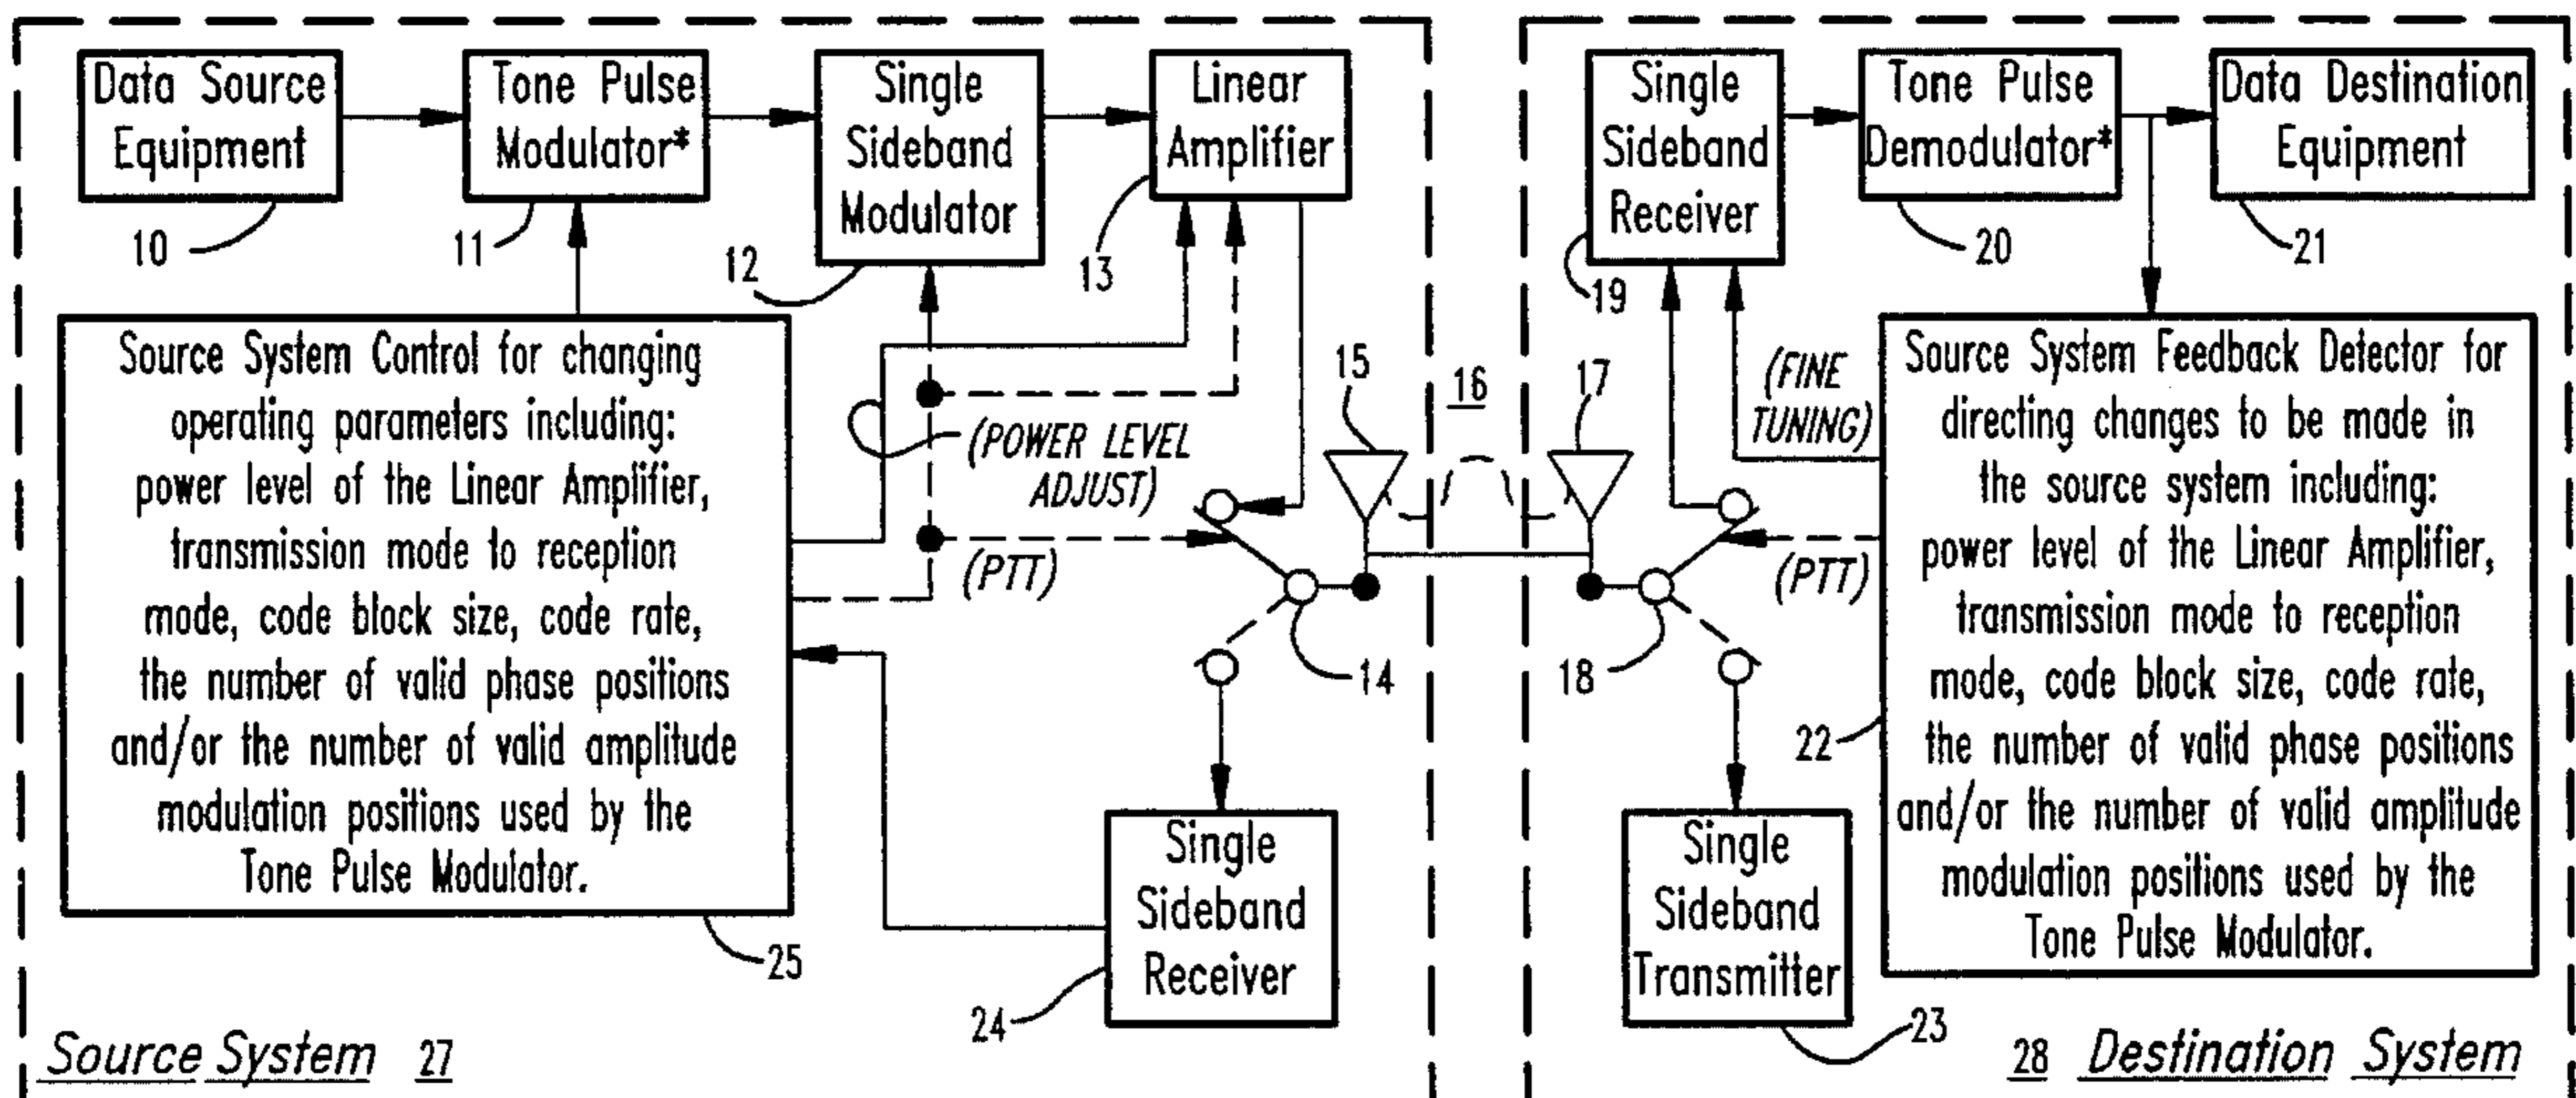 Data Source
Equipment
10
Tone Pulse
Modulator*
11
Single
Sideband
Modulator
12
Linear
Amplifier
13
Source System Control for changing
operating parameters including:
power level of the Linear Amplifier,
transmission mode to reception
mode, code block size, code rate,
the number of valid phase positions
and/or the number of valid amplitude
modulation positions used by the
Tone Pulse Modulator.
25
(POWER LEVEL
ADJUST)
(PTT)
14
15
16
Single
Sideband
Receiver
24
Source System 27
Single
Sideband
Receiver
19
Tone Pulse
Demodulator*
20
Data Destination
Equipment
21
17
(FINE
TUNING)
(PTT)
18
Source System Feedback Detector for
directing changes to be made in
the source system including:
power level of the Linear Amplifier,
transmission mode to reception
mode, code block size, code rate,
the number of valid phase positions
and/or the number of valid amplitude
modulation positions used by the
Tone Pulse Modulator.
22
Single
Sideband
Transmitter
23
28 Destination System